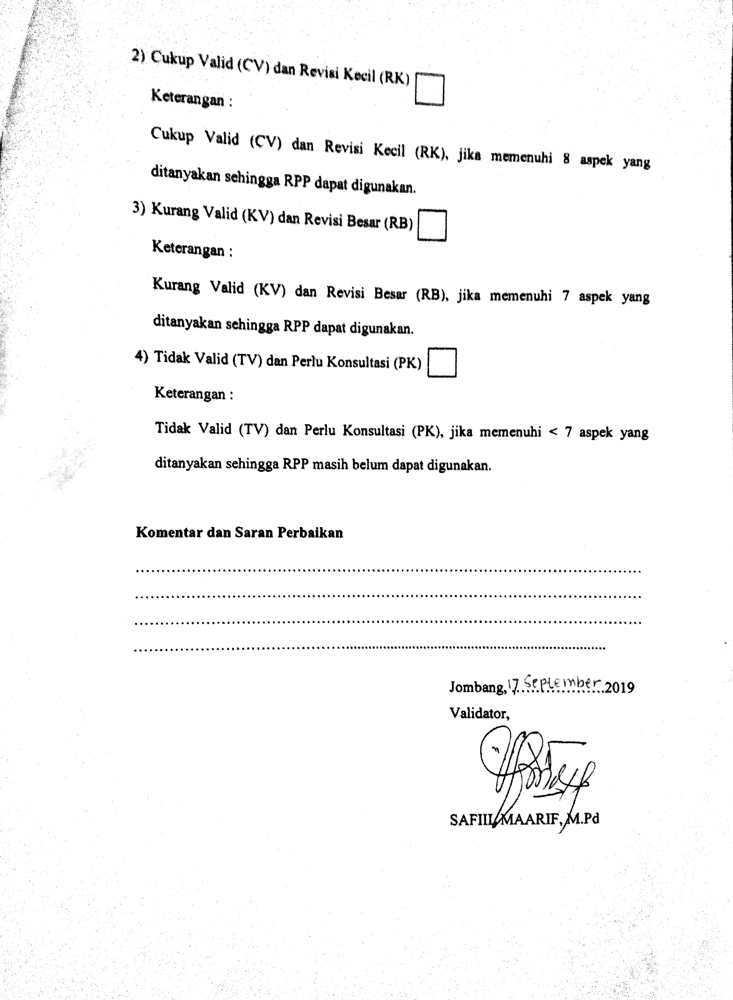 2) Cukup Valid (CV) dan Revisi Kecil (RK)
Keterangan :
Cukup Valid (CV) dan Revisi Kecil (RK), jika memenuhi 8 aspek yang
ditanyakan sehingga RPP dapat digunakan.
3) Kurang Valid (KV) dan Revisi Besar (RB)
Keterangan :
Kurang Valid (KV) dan Revisi Besar (RB), jika memenuhi 7 aspek yang
ditanyakan sehingga RPP dapat digunakan.
4) Tidak Valid (TV) dan Perlu Konsultasi (PK)
Keterangan :
Tidak Valid (TV) dan Perlu Konsultasi (PK), jika memenuhi < 7 aspek yang
ditanyakan sehingga RPP masih belum dapat digunakan.
Komentar dan Saran Perbaikan
Jombang, 17 September 2019
Validator,
SAFIIL MAARIF, M.Pd